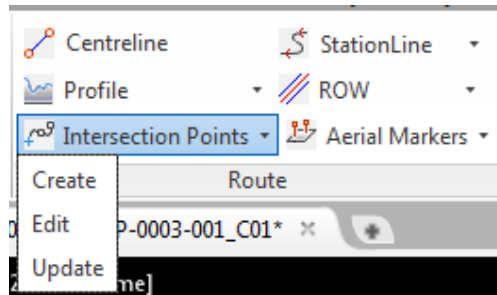 Centreline StationLine
Profile ROW
Intersection Points Aerial Markers
Create Route
Edit P-0003-001_C01*
Update me]